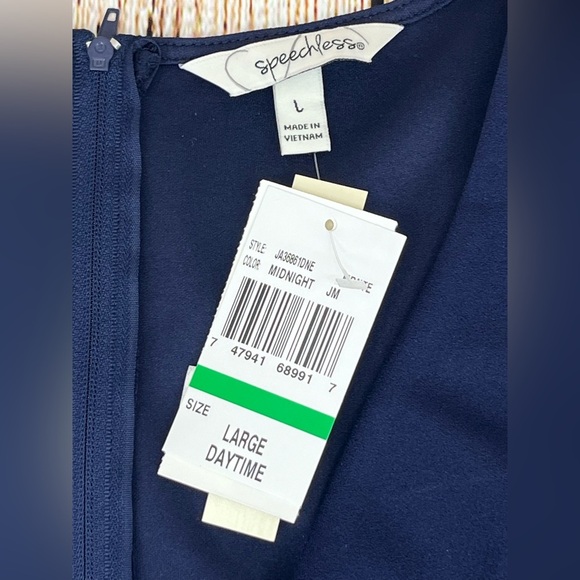 speechless®
L
MADE IN
VIETNAM
STYLE: JA36861DNE
COLOR MIDNIGHT JM
7 47941 68991 7
SIZE
LARGE
DAYTIME